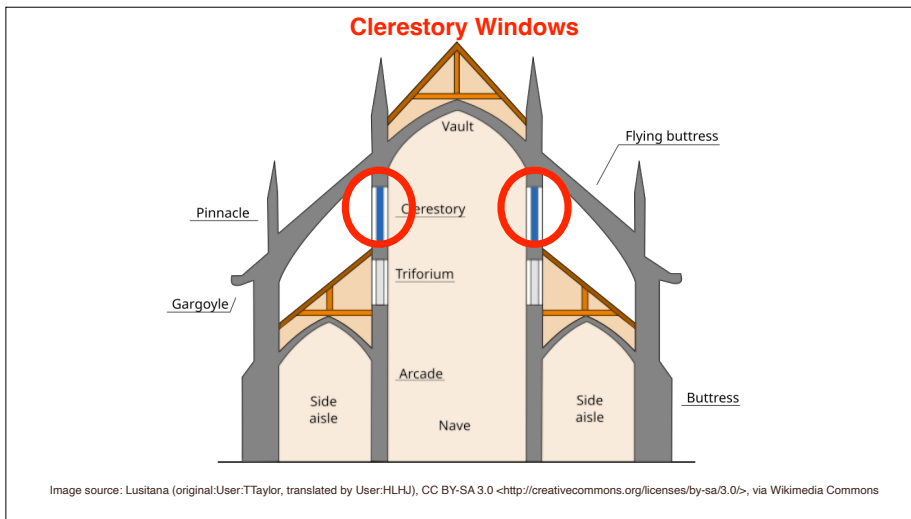 Clerestory Windows
Vault
Flying buttress
Pinnacle
Clerestory
Triforium
Gargoyle
Arcade
Side
aisle
Nave
Side
aisle
Buttress
Image source: Lusitana (original:User:TTaylor, translated by User:HLHJ), CC BY-SA 3.0 <http://creativecommons.org/licenses/by-sa/3.0/>, via Wikimedia Commons